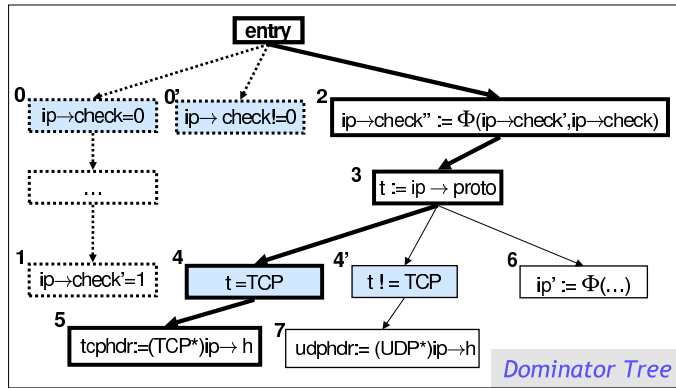 entry
0
ip→check=0
0'
ip→ check!=0
2
ip→check" := Φ(ip→check',ip→check)
...
3
t := ip → proto
1
ip→check'=1
4
t =TCP
4'
t ! = TCP
6
ip' := Φ(...)
5
tcphdr:=(TCP*)ip→ h
7
udphdr:= (UDP*)ip→h
Dominator Tree